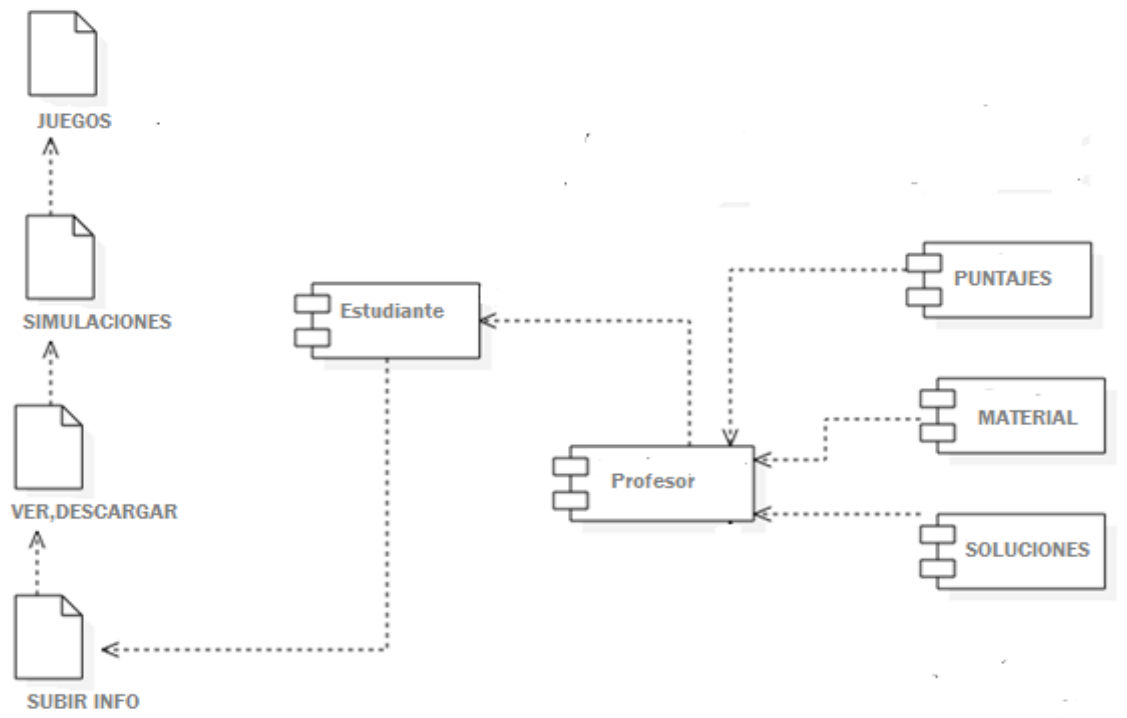 JUEGOS
SIMULACIONES
VER,DESCARGAR
SUBIR INFO
Estudiante
Profesor
PUNTAJES
MATERIAL
SOLUCIONES